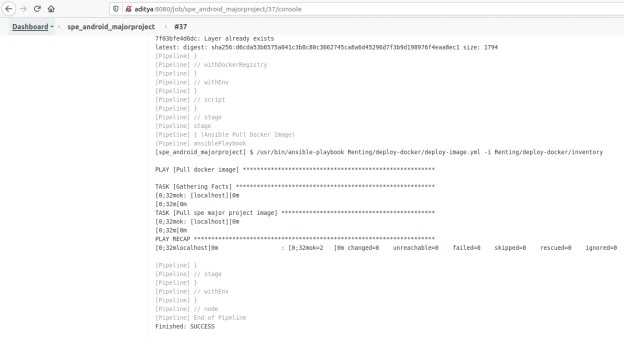 aditya:8080/job/spe_android_majorproject/37/console
Dashboard spe_android_majorproject #37
7f03bfe4d6dc: Layer already exists
latest: digest: sha256:d6cda53b6575a041c3b8c80c3662745ca8a6d45296d7f3b9d198976f4eaa8ec1 size: 1794
[Pipeline] }
[Pipeline] // withDockerRegistry
[Pipeline] }
[Pipeline] // withEnv
[Pipeline] }
[Pipeline] // script
[Pipeline] }
[Pipeline] // stage
[Pipeline] stage
[Pipeline] { (Ansible Pull Docker Image)
[Pipeline] ansiblePlaybook
[spe_android_majorproject] $ /usr/bin/ansible-playbook Renting/deploy-docker/deploy-image.yml -i Renting/deploy-docker/inventory
PLAY [Pull docker image] *******************************************************
TASK [Gathering Facts] *********************************************************
[0;32mok: [localhost][0m
[0;32m[0m
TASK [Pull spe major project image] ********************************************
[0;32mok: [localhost][0m
[0;32m[0m
PLAY RECAP *********************************************************************
[0;32mlocalhost[0m : [0;32mok=2 [0m changed=0 unreachable=0 failed=0 skipped=0 rescued=0 ignored=0
[Pipeline] }
[Pipeline] // stage
[Pipeline] }
[Pipeline] // withEnv
[Pipeline] }
[Pipeline] // node
[Pipeline] End of Pipeline
Finished: SUCCESS